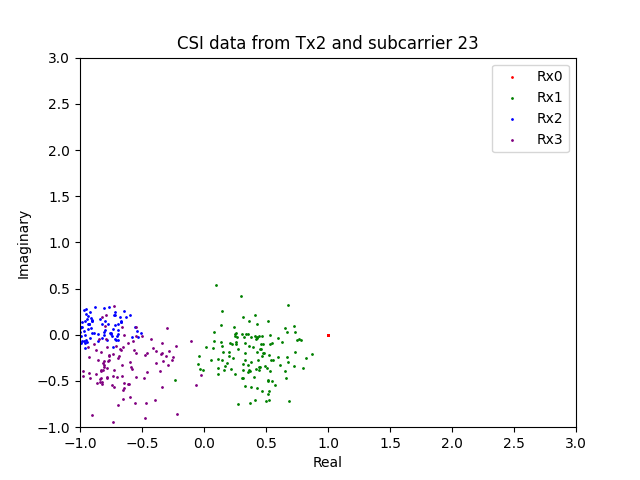 CSI data from Tx2 and subcarrier 23
3.0
2.5
2.0
1.5
1.0
0.5
0.0
−0.5
−1.0
Imaginary
Rx0
Rx1
Rx2
Rx3
−1.0 −0.5 0.0 0.5 1.0 1.5 2.0 2.5 3.0
Real